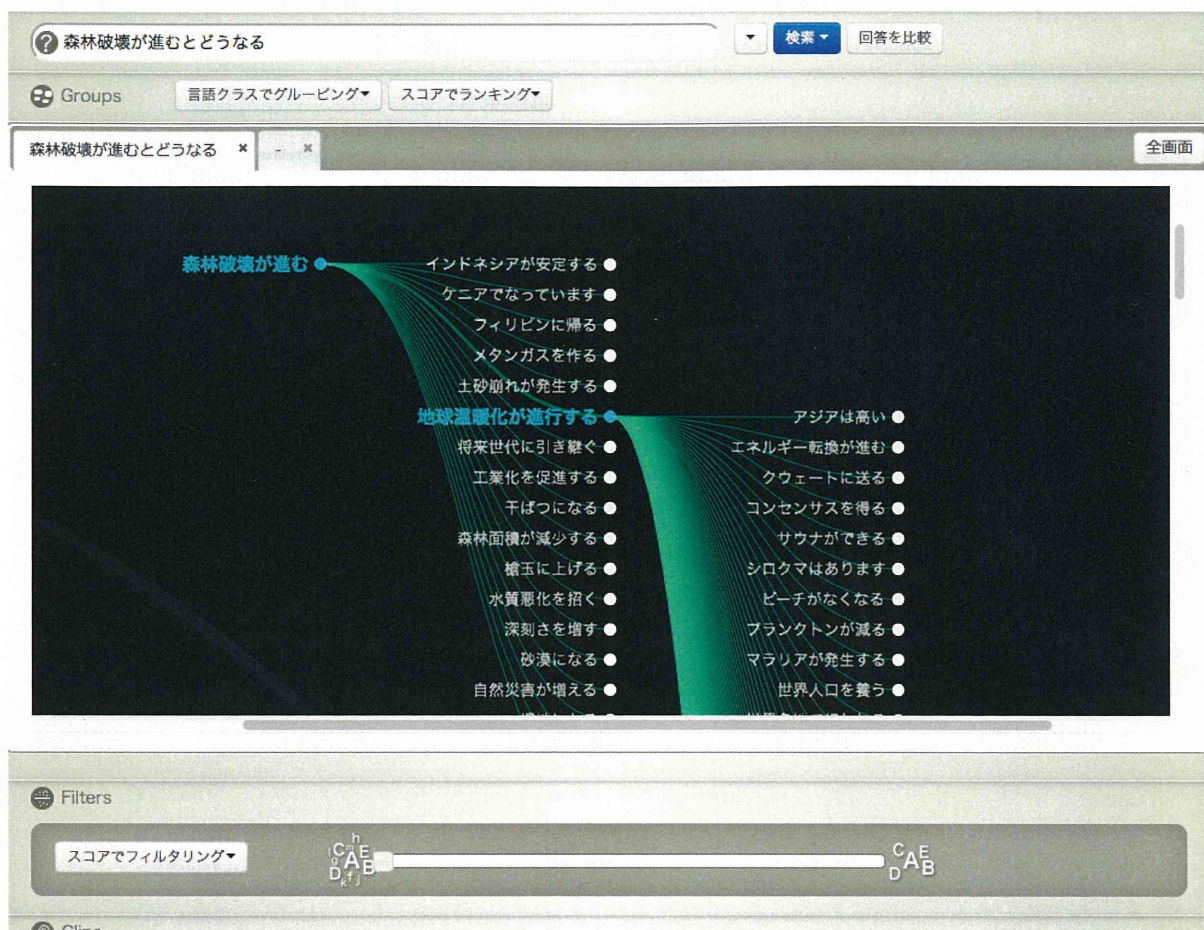 森林破壊が進むとどうなる
検索
回答を比較
Groups
言語クラスでグルーピング
スコアでランキング
森林破壊が進むとどうなる
-
全画面
森林破壊が進む
インドネシアが安定する
ケニアでなっています
フィリピンに帰る
メタンガスを作る
土砂崩れが発生する
地球温暖化が進行する
アジアは高い
将来世代に引き継ぐ
エネルギー転換が進む
工業化を促進する
クウェートに送る
干ばつになる
コンセンサスを得る
森林面積が減少する
サウナができる
槍玉に上げる
シロクマはあります
水質悪化を招く
ビーチがなくなる
深刻さを増す
プランクトンが減る
砂漠になる
マラリアが発生する
自然災害が増える
世界人口を養う
Filters
スコアでフィルタリング
C A E B D